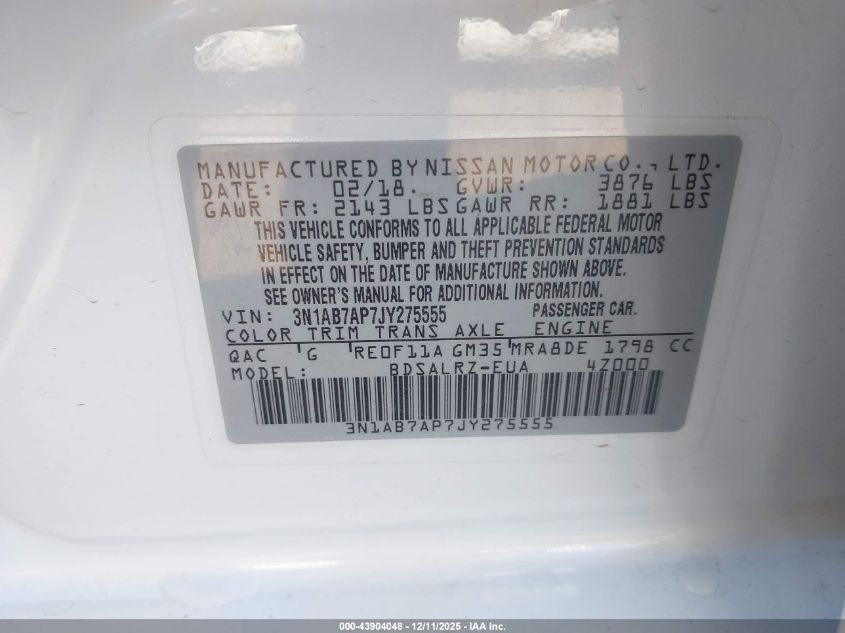 MANUFACTURED BY NISSAN MOTOR CO., LTD.
DATE: 02/18. GVWR: 3876 LBS
GAWR FR: 2143 LBS GAWR RR: 1881 LBS
THIS VEHICLE CONFORMS TO ALL APPLICABLE FEDERAL MOTOR
VEHICLE SAFETY, BUMPER AND THEFT PREVENTION STANDARDS
IN EFFECT ON THE DATE OF MANUFACTURE SHOWN ABOVE.
SEE OWNER'S MANUAL FOR ADDITIONAL INFORMATION.
VIN: 3N1AB7AP7JY275555 PASSENGER CAR.
COLOR TRIM TRANS AXLE ENGINE
QAC G RE0F11A GM35 MRA8DE 1798 CC
MODEL: BDSALRZ-EUA 4Z000
3N1AB7AP7JY275555
000-43904048 - 12/11/2025 - IAA Inc.